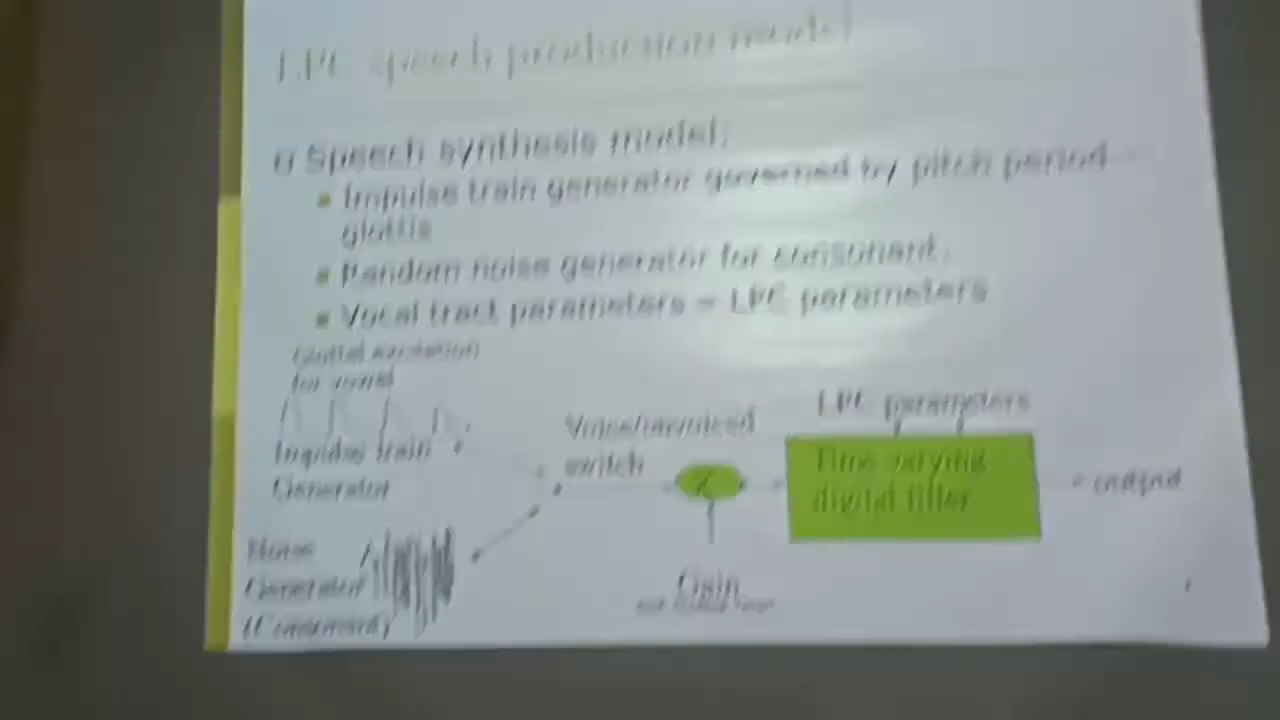 LPC speech production model
Speech synthesis model:
Impulse train generator governed by pitch period
glottis
Random noise generator for consonant.
Vocal tract parameters = LPC parameters
Glottal excitation
for vowel
LPC parameters
Impulse train
Generator
Voice/unvoiced
switch
Time-varying
digital filter
output
Noise
Generator
(Consonant)
X
Gain